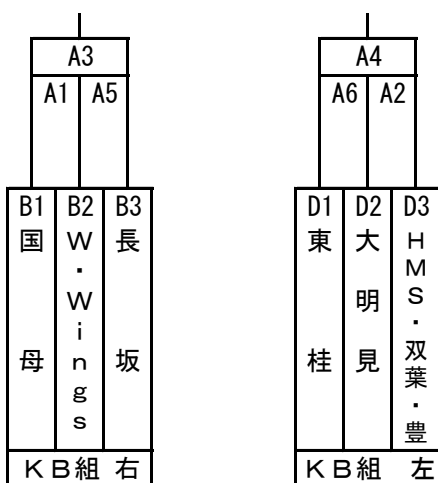 A3
A1 A5
B1 B2 B3
国母
W・Wings
長坂
KB組 右
A4
A6 A2
D1 D2 D3
東桂
大明見
HMS・双葉・豊
KB組 左